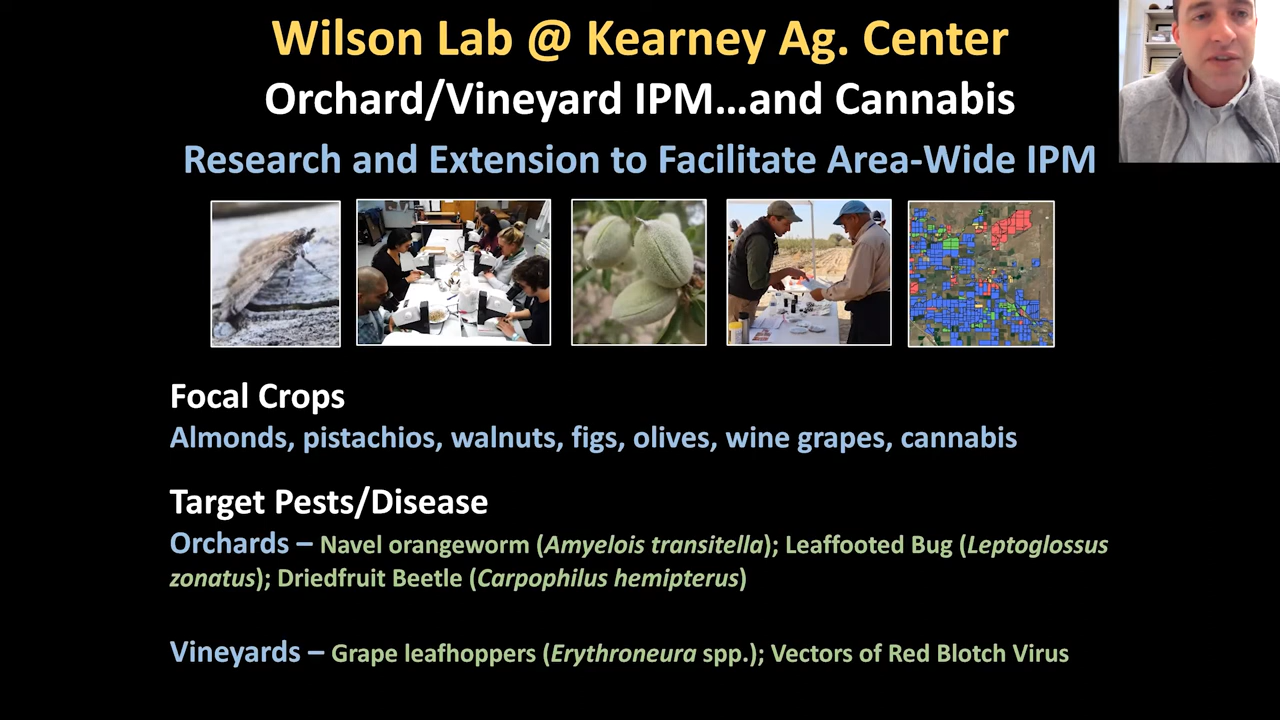 Wilson Lab @ Kearney Ag. Center
Orchard/Vineyard IPM...and Cannabis
Research and Extension to Facilitate Area-Wide IPM
Focal Crops
Almonds, pistachios, walnuts, figs, olives, wine grapes, cannabis
Target Pests/Disease
Orchards – Navel orangeworm (Amyelois transitella); Leaffooted Bug (Leptoglossus
zonatus); Driedfruit Beetle (Carpophilus hemipterus)
Vineyards – Grape leafhoppers (Erythroneura spp.); Vectors of Red Blotch Virus